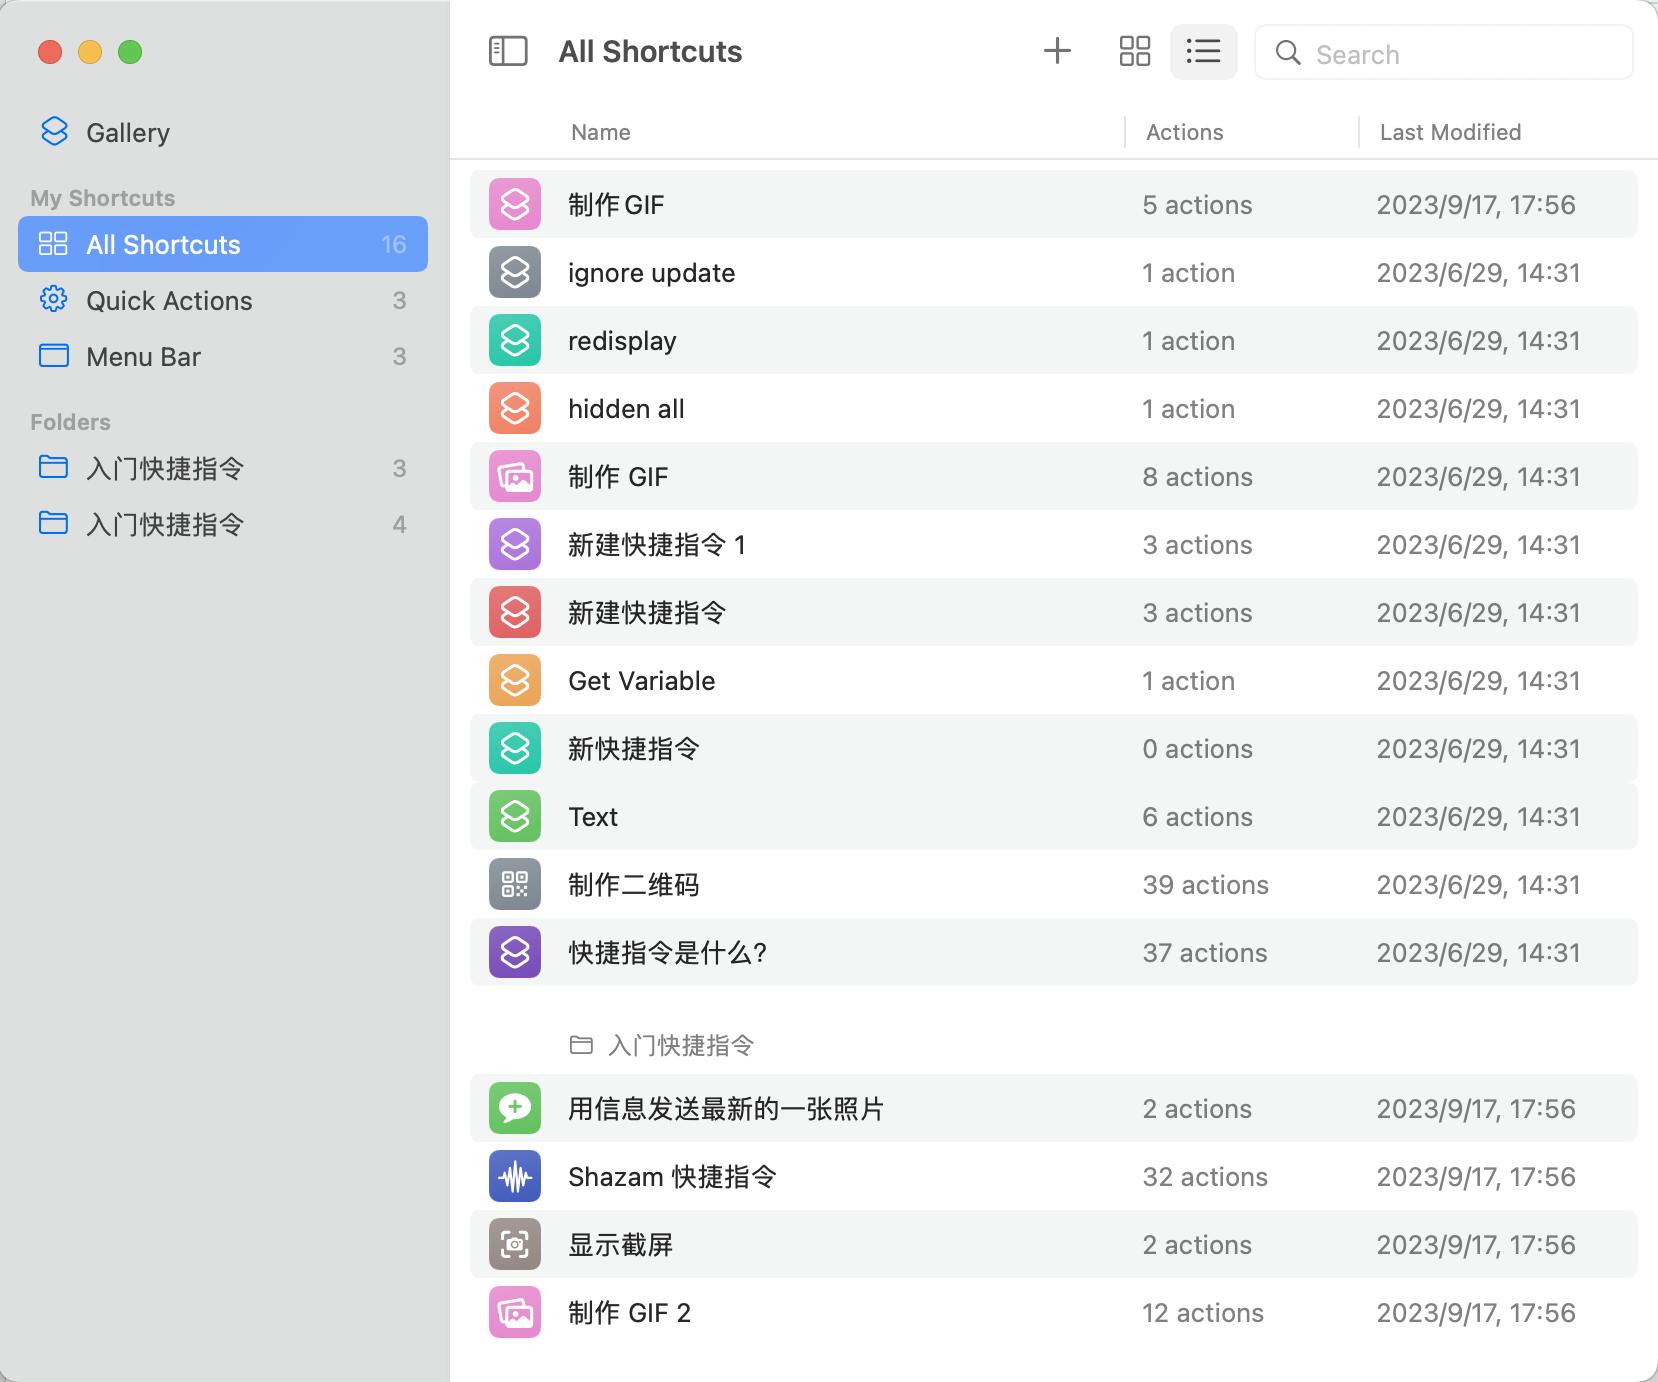 All Shortcuts
Search
Gallery
My Shortcuts
All Shortcuts 16
Quick Actions 3
Menu Bar 3
Folders
入门快捷指令 3
入门快捷指令 4
Name Actions Last Modified
制作GIF 5 actions 2023/9/17, 17:56
ignore update 1 action 2023/6/29, 14:31
redisplay 1 action 2023/6/29, 14:31
hidden all 1 action 2023/6/29, 14:31
制作 GIF 8 actions 2023/6/29, 14:31
新建快捷指令 1 3 actions 2023/6/29, 14:31
新建快捷指令 3 actions 2023/6/29, 14:31
Get Variable 1 action 2023/6/29, 14:31
新快捷指令 0 actions 2023/6/29, 14:31
Text 6 actions 2023/6/29, 14:31
制作二维码 39 actions 2023/6/29, 14:31
快捷指令是什么? 37 actions 2023/6/29, 14:31
入门快捷指令
用信息发送最新的一张照片 2 actions 2023/9/17, 17:56
Shazam 快捷指令 32 actions 2023/9/17, 17:56
显示截屏 2 actions 2023/9/17, 17:56
制作 GIF 2 12 actions 2023/9/17, 17:56